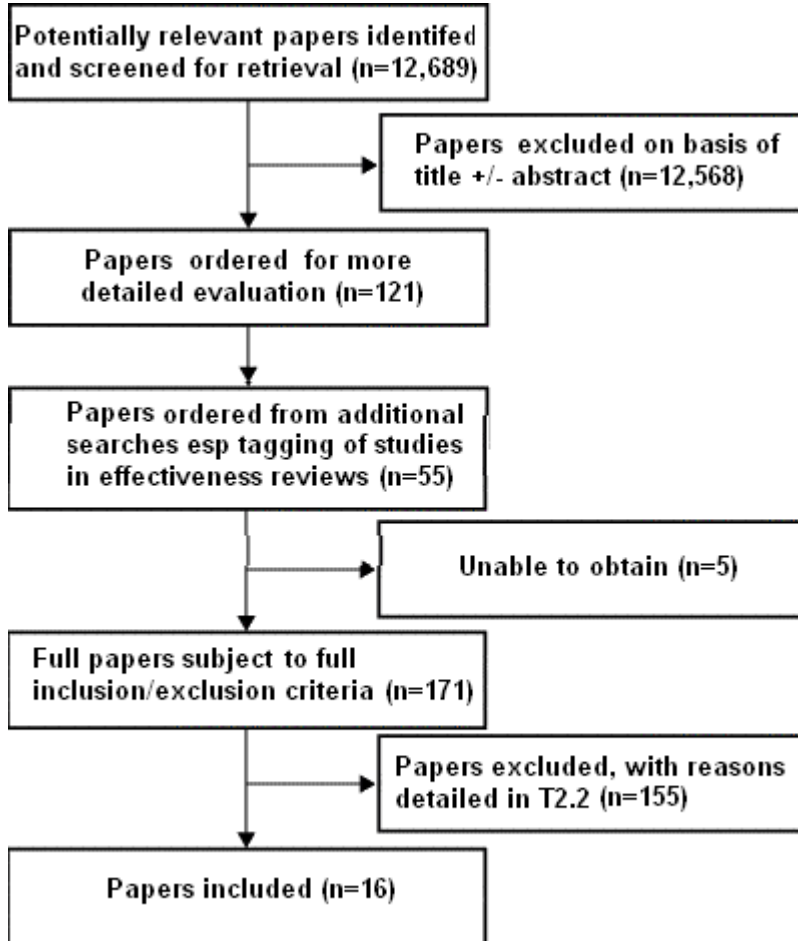 Potentially relevant papers identifed
and screened for retrieval (n=12,689)
Papers excluded on basis of
title +/- abstract (n=12,568)
Papers ordered for more
detailed evaluation (n=121)
Papers ordered from additional
searches esp tagging of studies
in effectiveness reviews (n=55)
Unable to obtain (n=5)
Full papers subject to full
inclusion/exclusion criteria (n=171)
Papers excluded, with reasons
detailed in T2.2 (n=155)
Papers included (n=16)